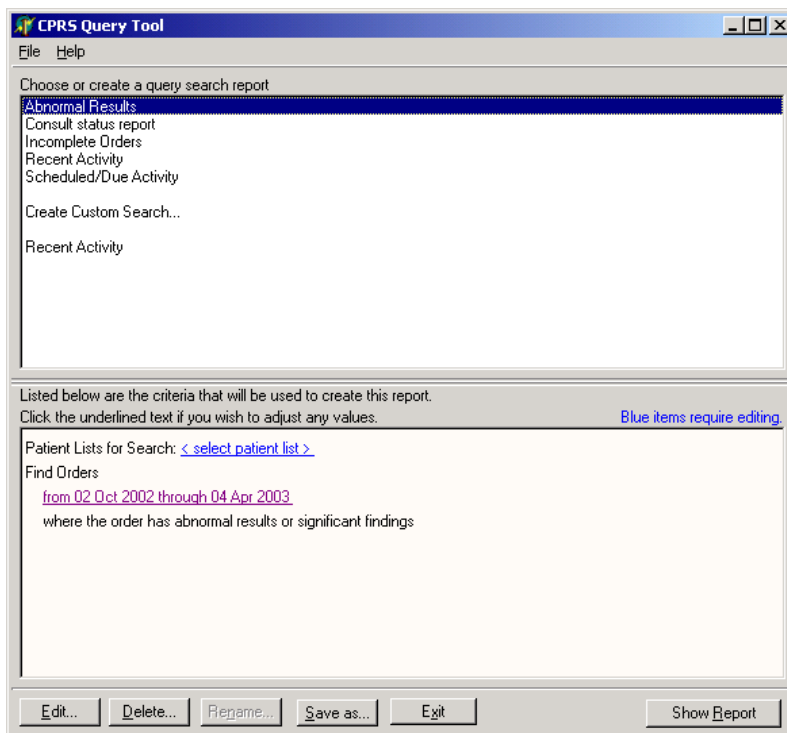 CPRS Query Tool
File Help
Choose or create a query search report
Abnormal Results
Consult status report
Incomplete Orders
Recent Activity
Scheduled/Due Activity
Create Custom Search...
Recent Activity
Listed below are the criteria that will be used to create this report.
Click the underlined text if you wish to adjust any values. Blue items require editing.
Patient Lists for Search: < select patient list >
Find Orders
from 02 Oct 2002 through 04 Apr 2003
where the order has abnormal results or significant findings
Edit... Delete... Rename... Save as... Exit Show Report